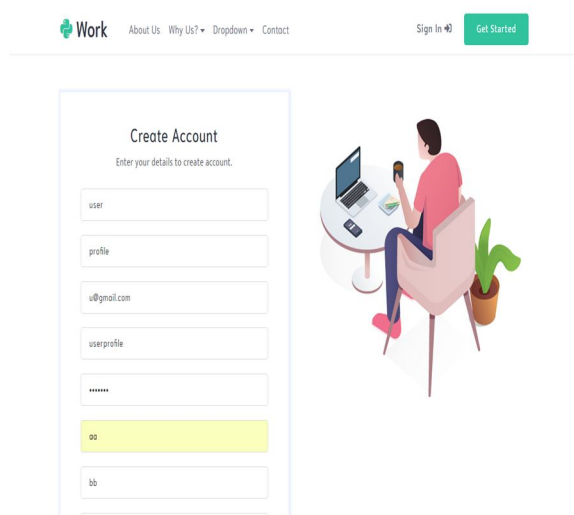 Work About Us Why Us? Dropdown Contact Sign In Get Started
Create Account
Enter your details to create account.
user
profile
u@gmail.com
userprofile
•••••••
aa
bb